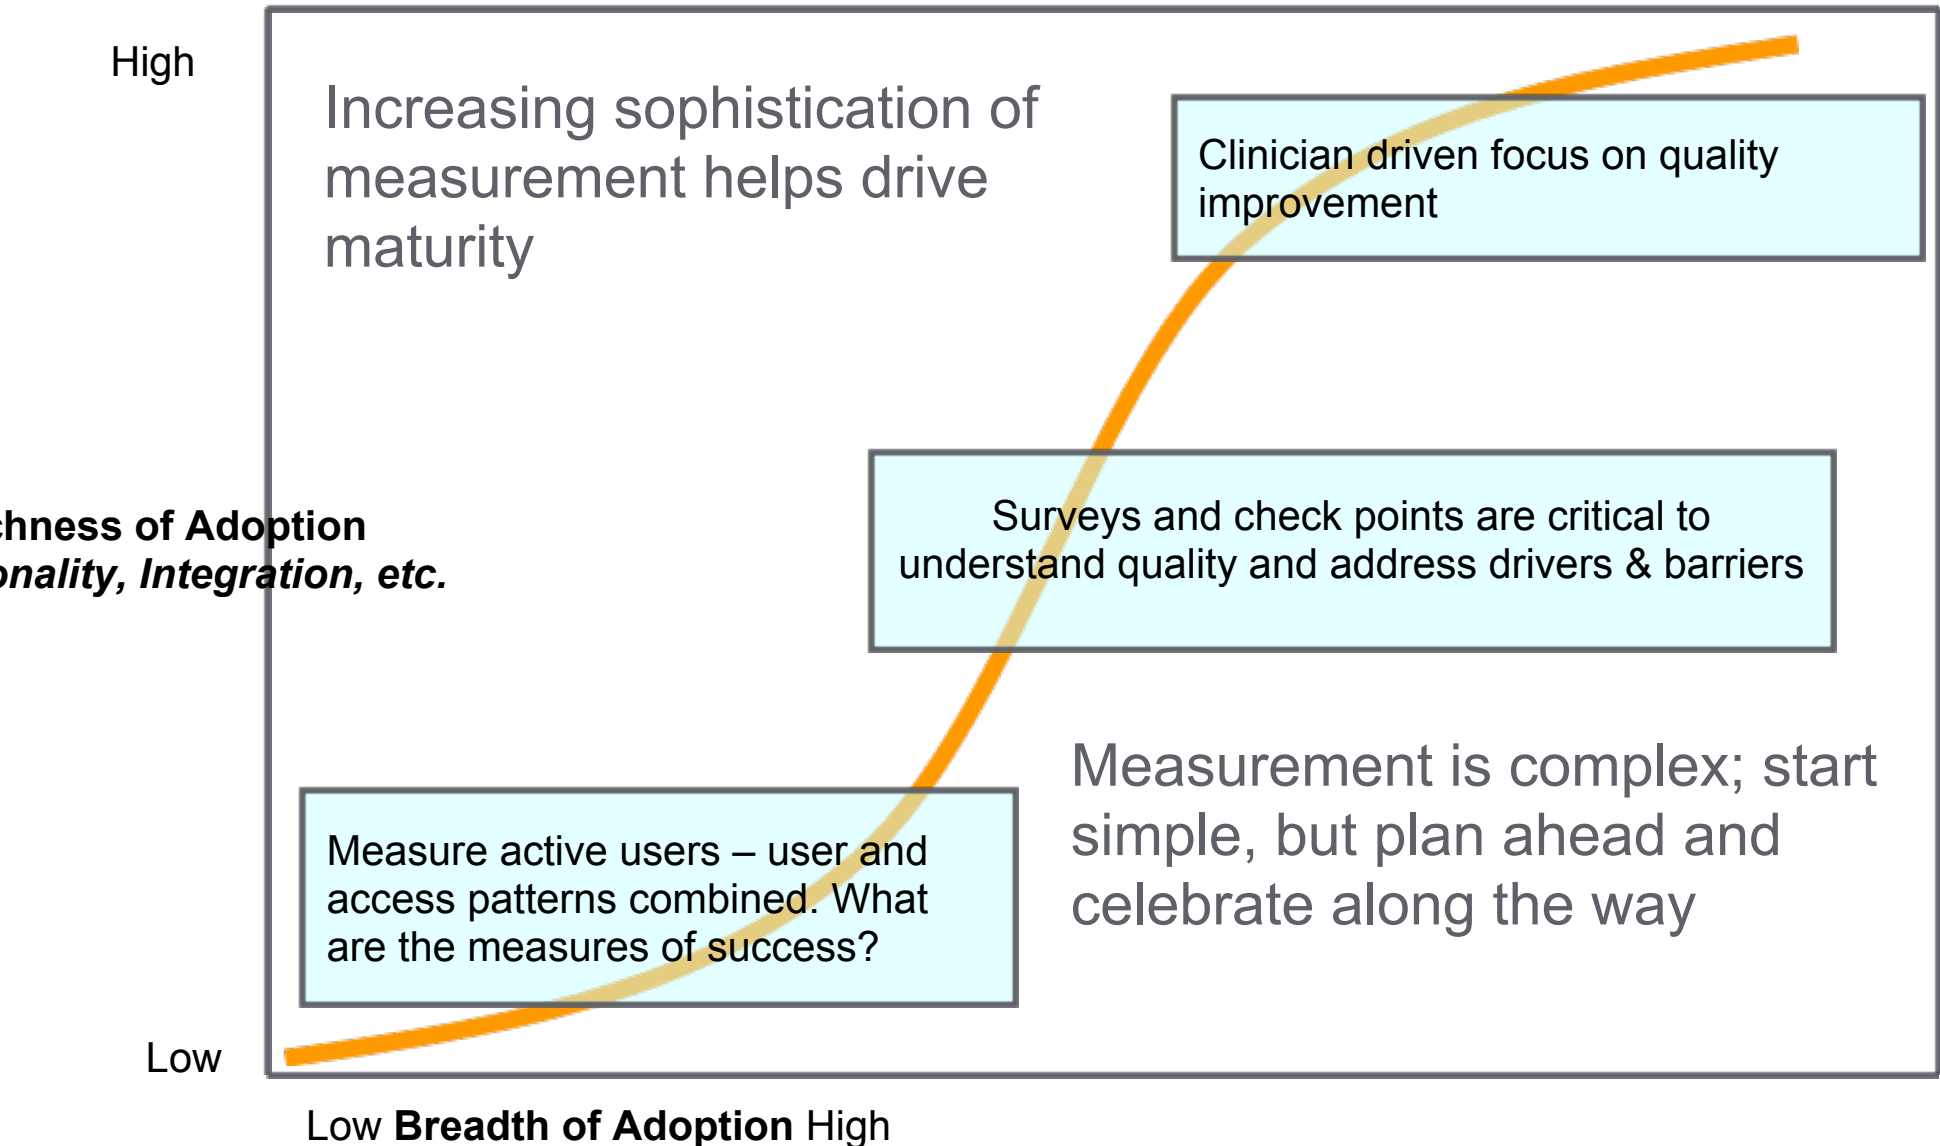 High
Increasing sophistication of
measurement helps drive
maturity
Clinician driven focus on quality
improvement
of Adoption
Integration, etc.
Surveys and check points are critical to
understand quality and address drivers & barriers
Measurement is complex; start
simple, but plan ahead and
celebrate along the way
Measure active users – user and
access patterns combined. What
are the measures of success?
Low
Low Breadth of Adoption High